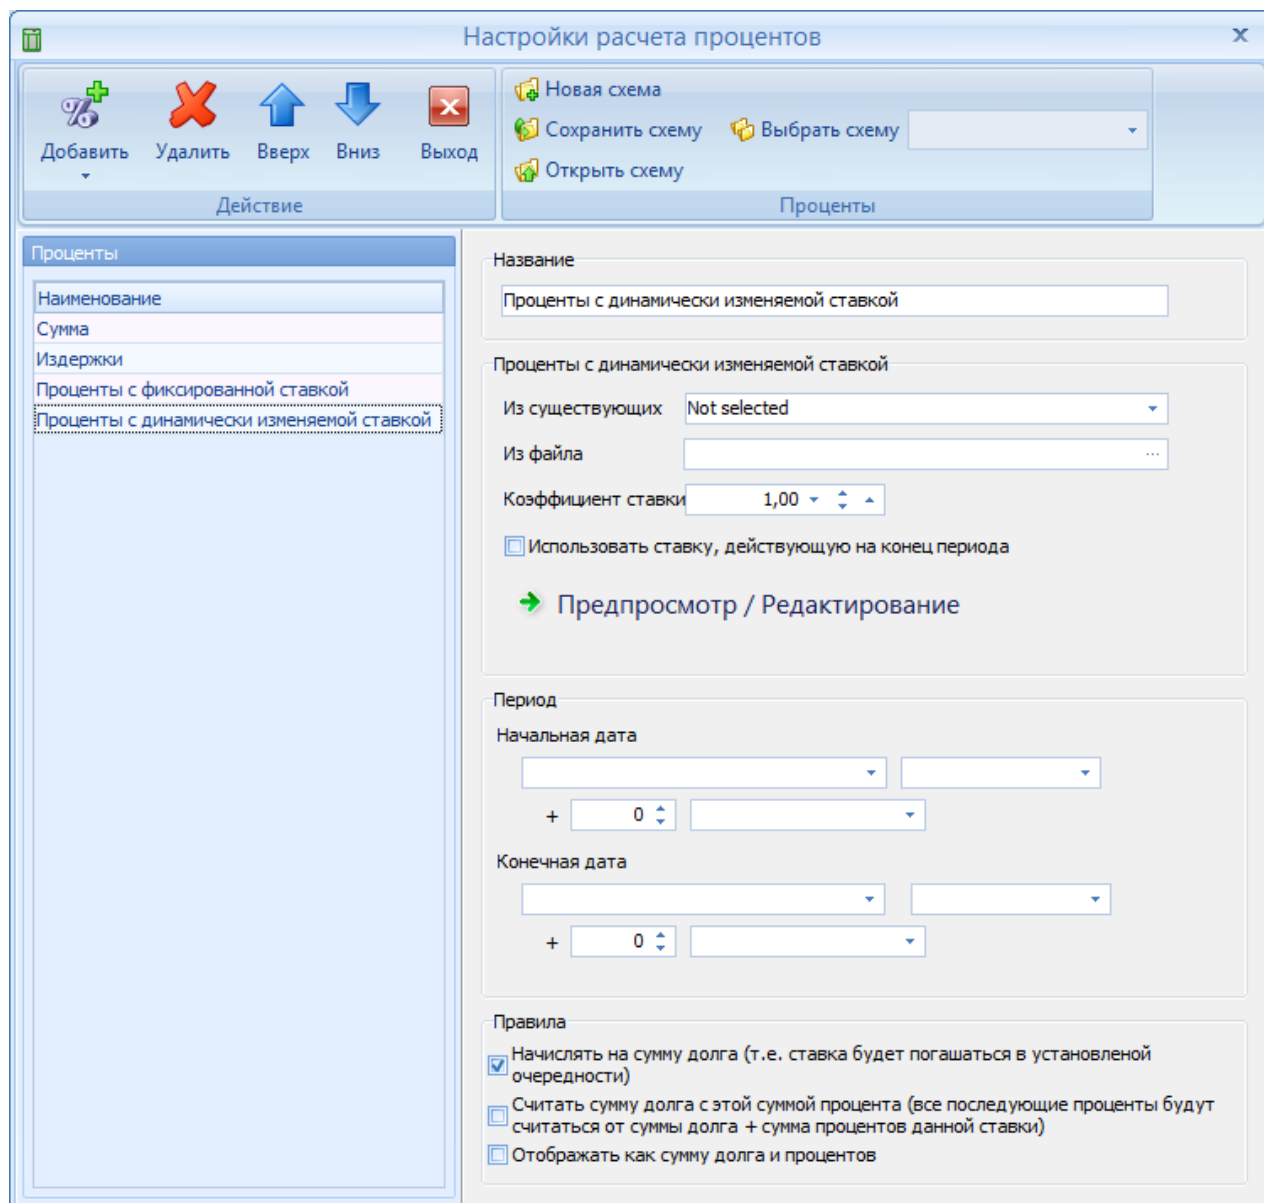 Настройки расчета процентов
Добавить
Удалить
Вверх
Вниз
Выход
Действие
Новая схема
Сохранить схему
Выбрать схему
Открыть схему
Проценты
Проценты
Наименование
Сумма
Издержки
Проценты с фиксированной ставкой
Проценты с динамически изменяемой ставкой
Название
Проценты с динамически изменяемой ставкой
Проценты с динамически изменяемой ставкой
Из существующих
Not selected
Из файла
...
Коэффициент ставки
1,00
Использовать ставку, действующую на конец периода
Предпросмотр / Редактирование
Период
Начальная дата
+ 0
Конечная дата
+ 0
Правила
Начислять на сумму долга (т.е. ставка будет погашаться в установленой
очередности)
Считать сумму долга с этой суммой процента (все последующие проценты будут
считаться от суммы долга + сумма процентов данной ставки)
Отображать как сумму долга и процентов